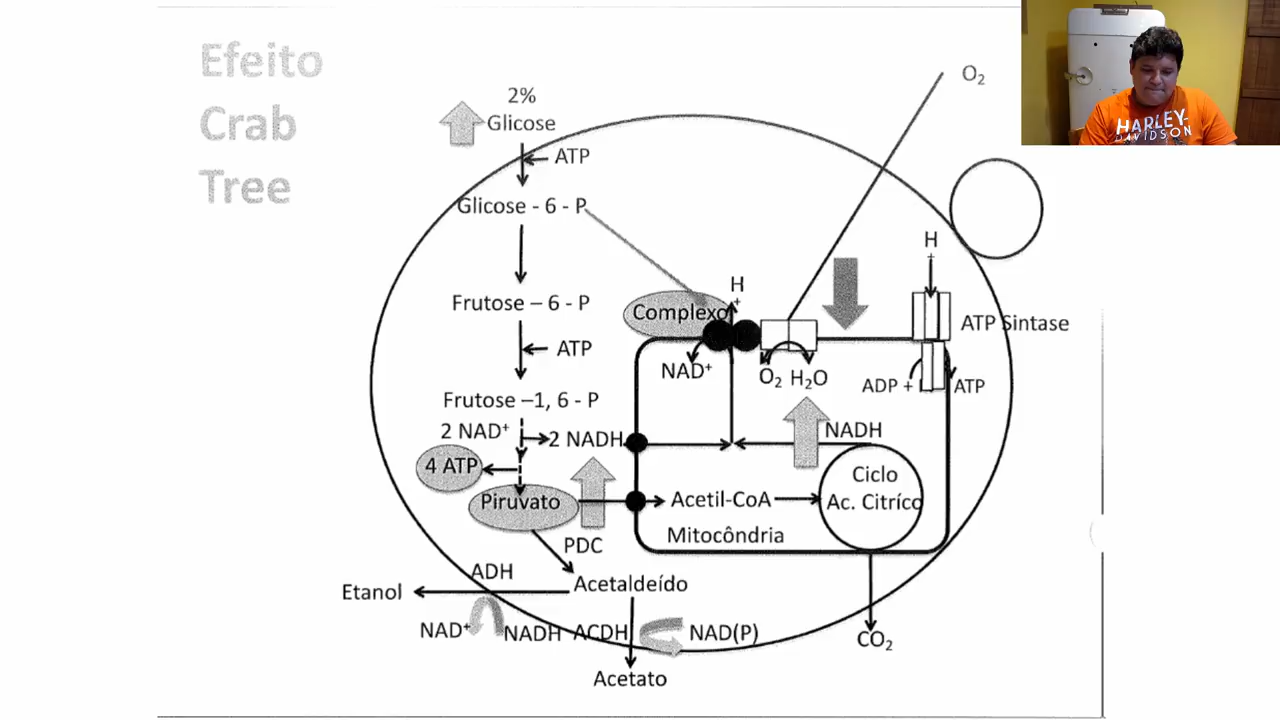 Efeito
Crab
Tree
2%
Glicose
ATP
Glicose - 6 - P
Frutose – 6 - P
ATP
Frutose –1, 6 - P
2 NAD⁺
2 NADH
4 ATP
Piruvato
PDC
Acetaldeído
ADH
Etanol
NAD⁺
NADH
ACDH
NAD(P)
Acetato
Complexo
H
+
NAD⁺
O₂
H₂O
O₂
H
+
ATP Sintase
ADP +
ATP
NADH
Acetil-CoA
Ciclo
Ac. Citríco
Mitocôndria
CO₂
HARLEY
DAVIDSON